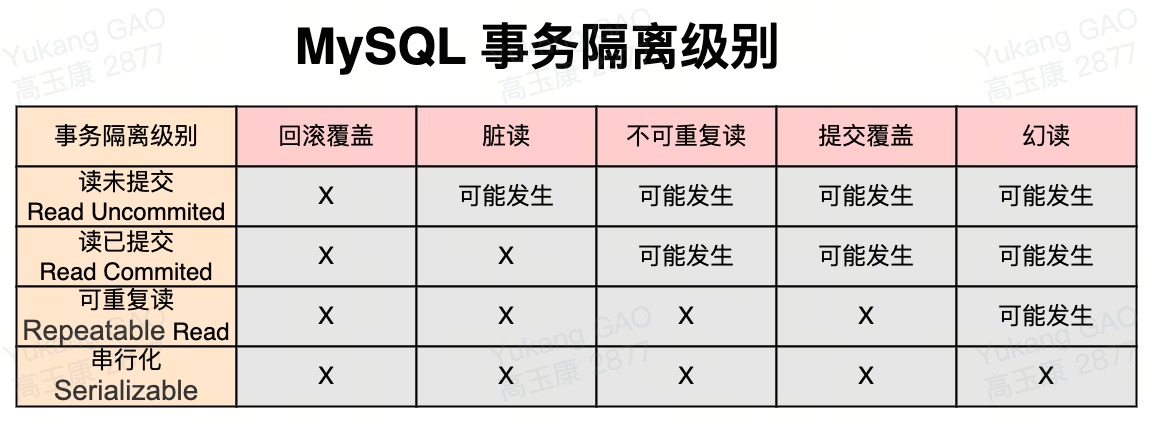 MySQL 事务隔离级别
Yukang GAO
高玉康 2877
Yukang GAO
高玉康 2877
Yukang GAO
高玉康 2877
事务隔离级别 回滚覆盖 脏读 不可重复读 提交覆盖 幻读
读未提交
Read Uncommited X 可能发生 可能发生 可能发生 可能发生
读已提交
Read Commited X X 可能发生 可能发生 可能发生
可重复读
Repeatable Read X X X X 可能发生
串行化
Serializable X X X X X
Yukang GAO
高玉康 2877
Yukang GAO
高玉康 2877
Yukang GAO
高玉康 2877